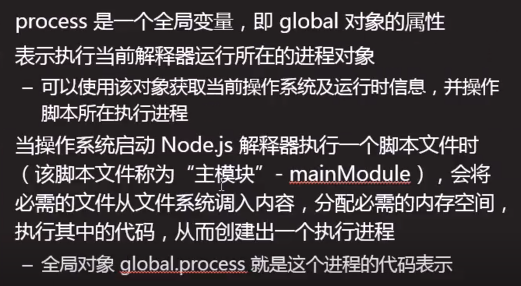 process 是一个全局变量，即 global 对象的属性
表示执行当前解释器运行所在的进程对象
– 可以使用该对象获取当前操作系统及运行时信息，并操作
脚本所在执行进程
当操作系统启动 Node.js 解释器执行一个脚本文件时
（该脚本文件称为“主模块”- mainModule），会将
必需的文件从文件系统调入内容，分配必需的内存空间，
执行其中的代码，从而创建出一个执行进程
– 全局对象 global.process 就是这个进程的代码表示